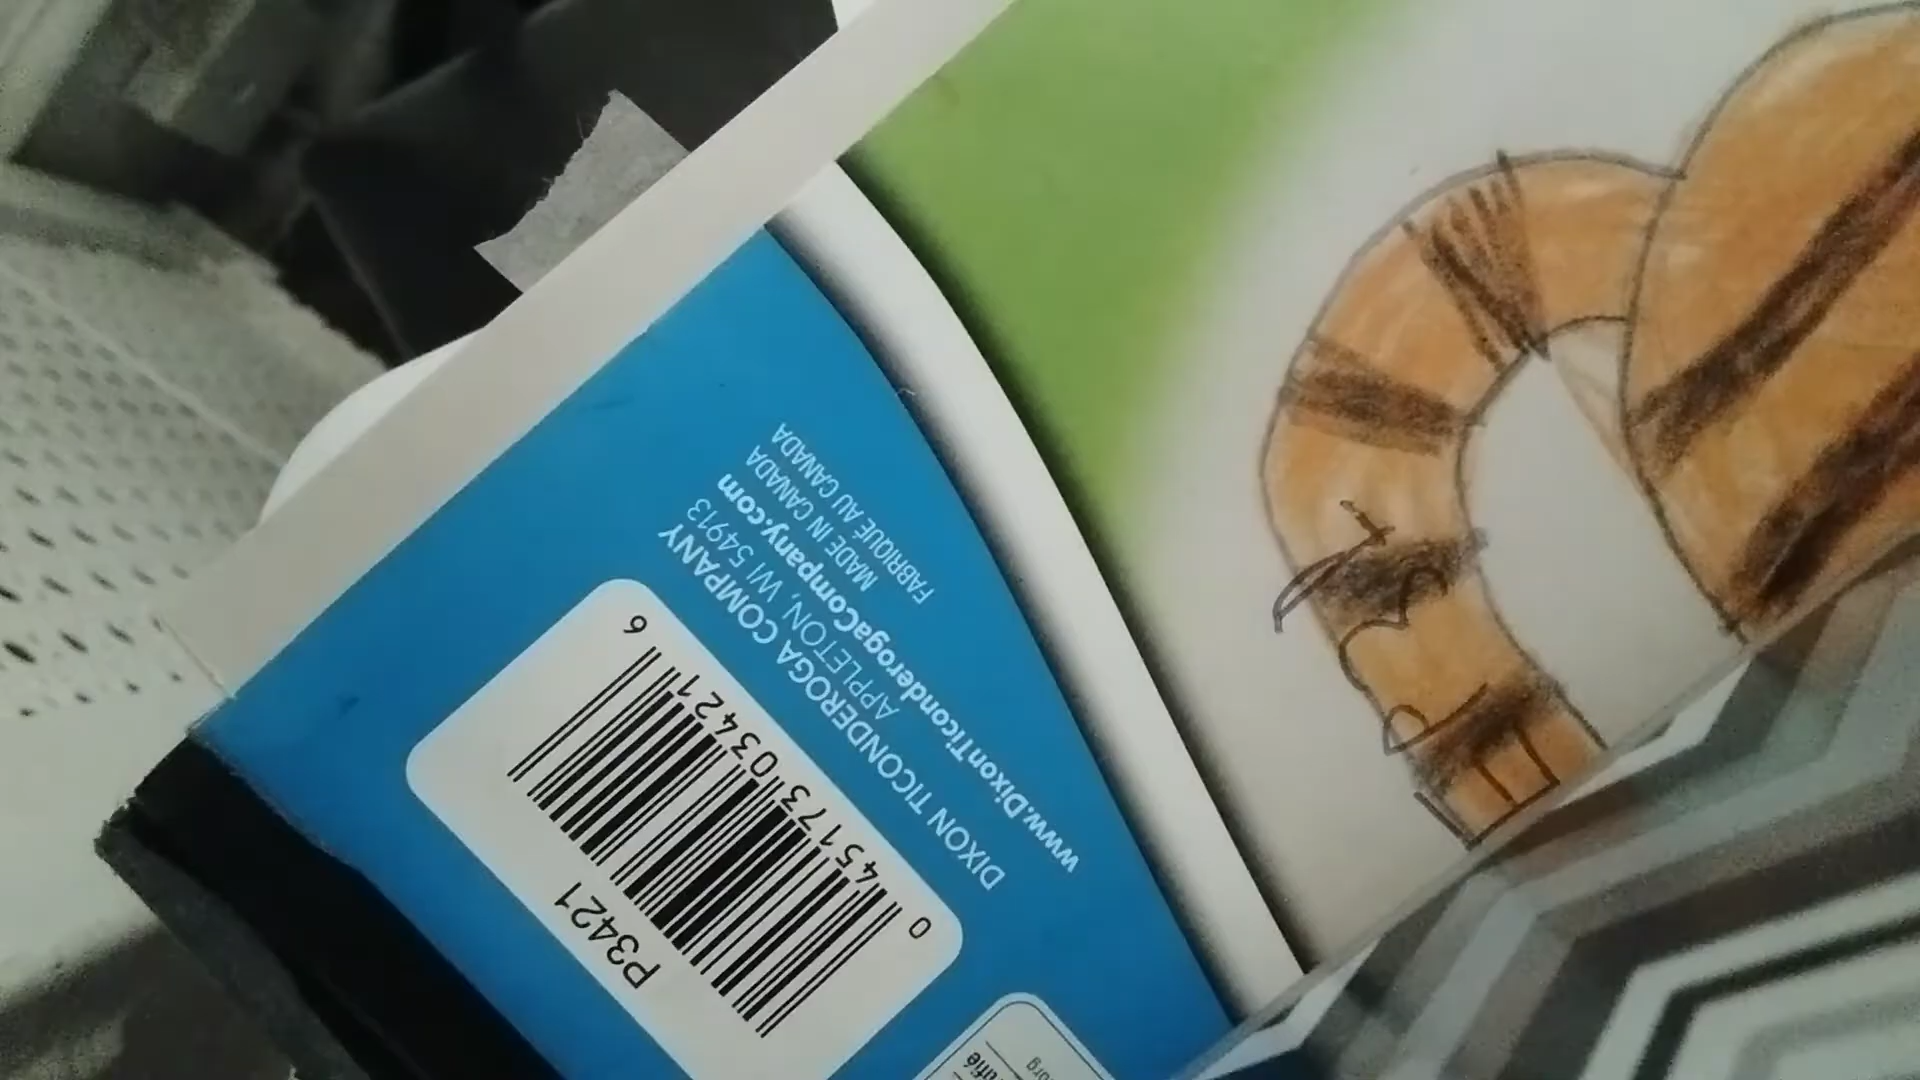 www.DixonTiconderogaCompany.com
DIXON TICONDEROGA COMPANY
APPLETON, WI 54913
MADE IN CANADA
FABRIQUÉ AU CANADA
P3421
0 45173 03421 6